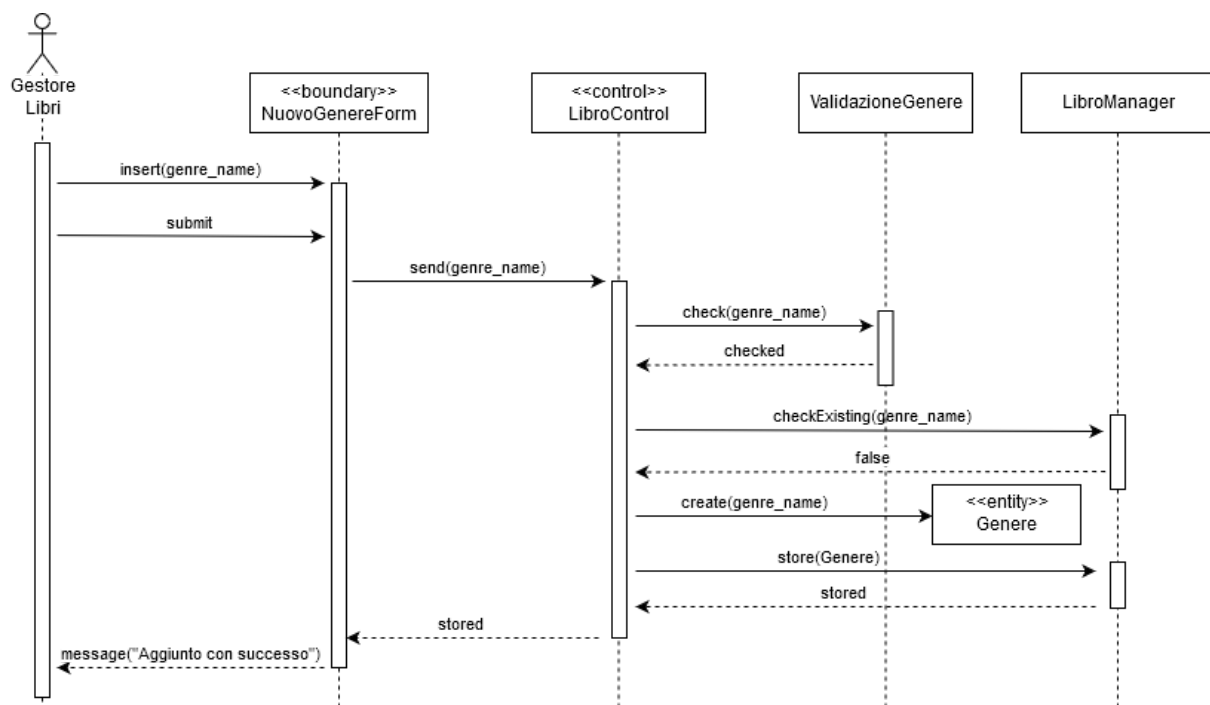 Gestore
Libri
<<boundary>>
NuovoGenereForm
<<control>>
LibroControl
ValidazioneGenere
LibroManager
insert(genre_name)
submit
send(genre_name)
check(genre_name)
checked
checkExisting(genre_name)
false
create(genre_name)
<<entity>>
Genere
store(Genere)
stored
stored
message("Aggiunto con successo")